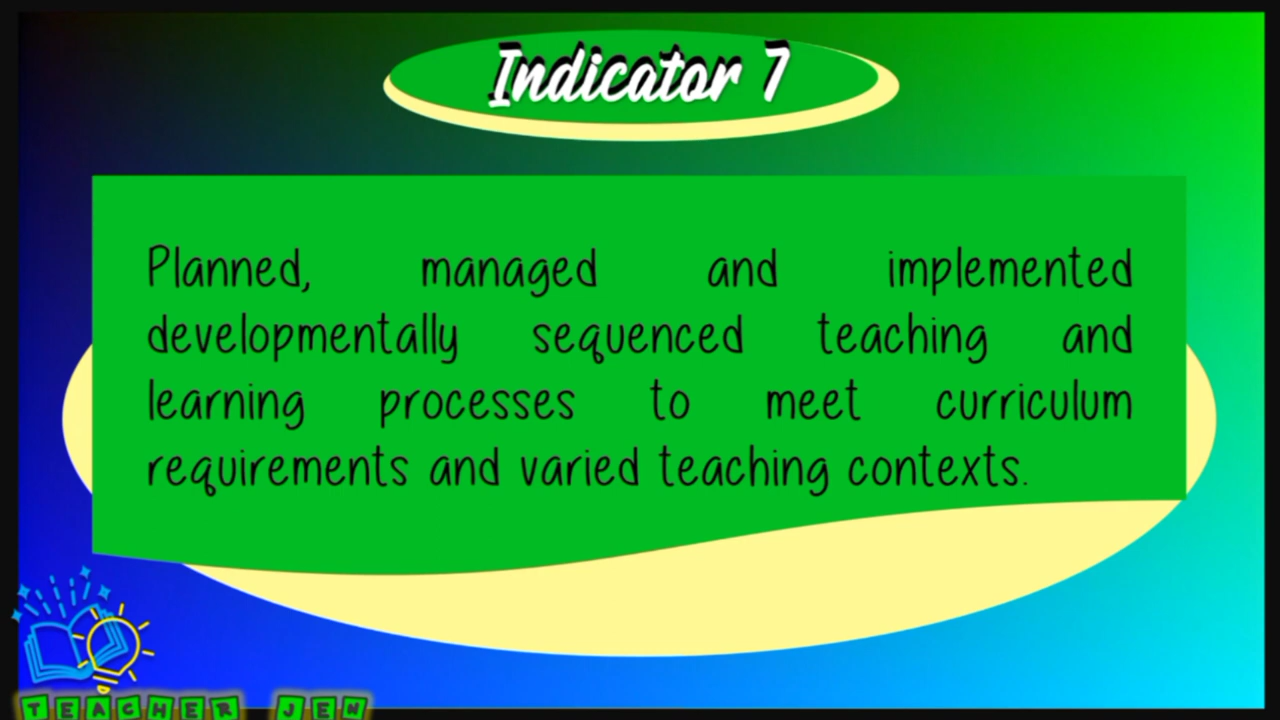 Indicator 7
Planned, managed and implemented
developmentally sequenced teaching and
learning processes to meet curriculum
requirements and varied teaching contexts.
TEACHER JEN